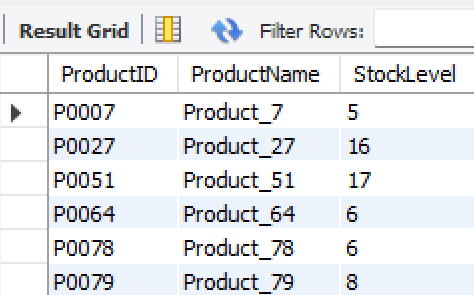 Result Grid Filter Rows:
ProductID ProductName StockLevel
P0007 Product_7 5
P0027 Product_27 16
P0051 Product_51 17
P0064 Product_64 6
P0078 Product_78 6
P0079 Product_79 8